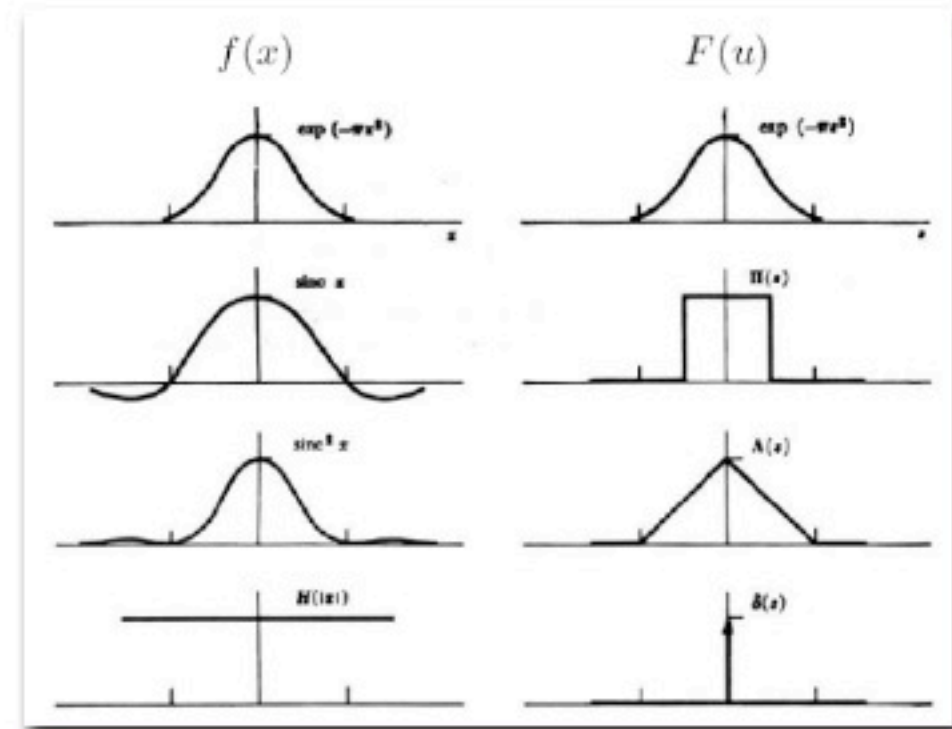 f(x) F(u)
exp (−πx²) exp (−πs²)
x s
sinc x Π(s)
sinc² x Λ(s)
H(|x|) δ(s)